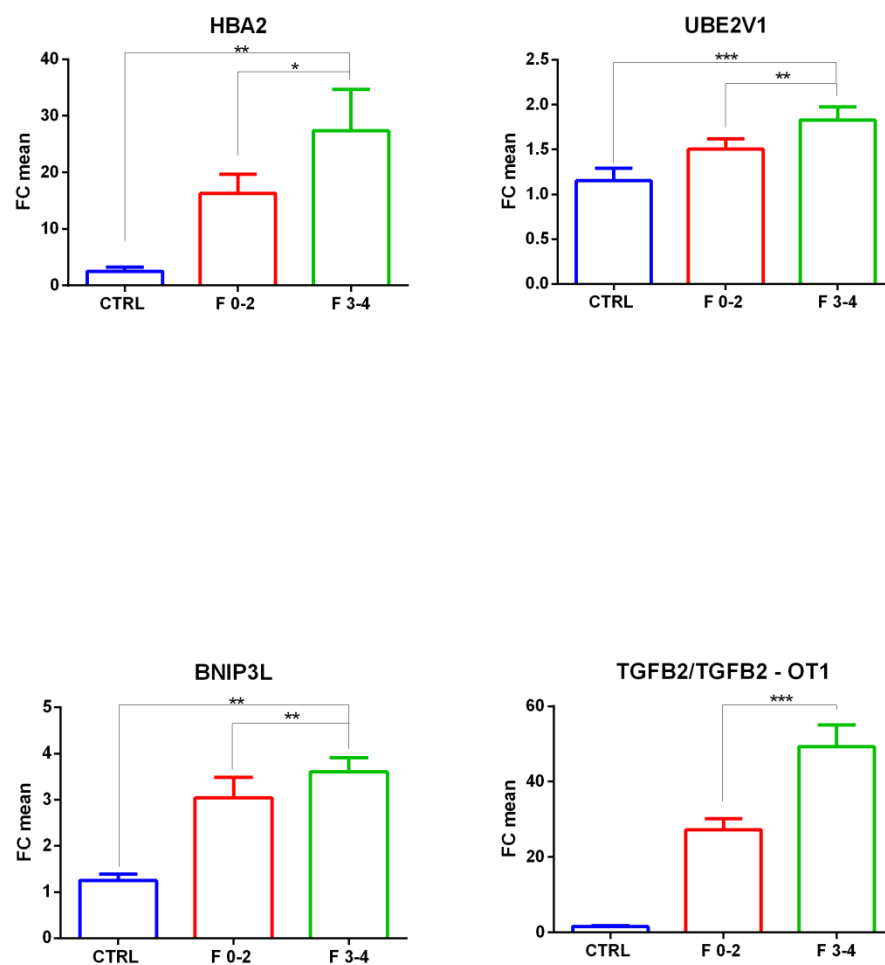 HBA2
**
*
40
30
20
10
0
FC mean
CTRL
F 0-2
F 3-4
UBE2V1
***
**
2.5
2.0
1.5
1.0
0.5
0.0
FC mean
CTRL
F 0-2
F 3-4
BNIP3L
**
**
5
4
3
2
1
0
FC mean
CTRL
F 0-2
F 3-4
TGFB2/TGFB2 - OT1
***
60
40
20
0
FC mean
CTRL
F 0-2
F 3-4